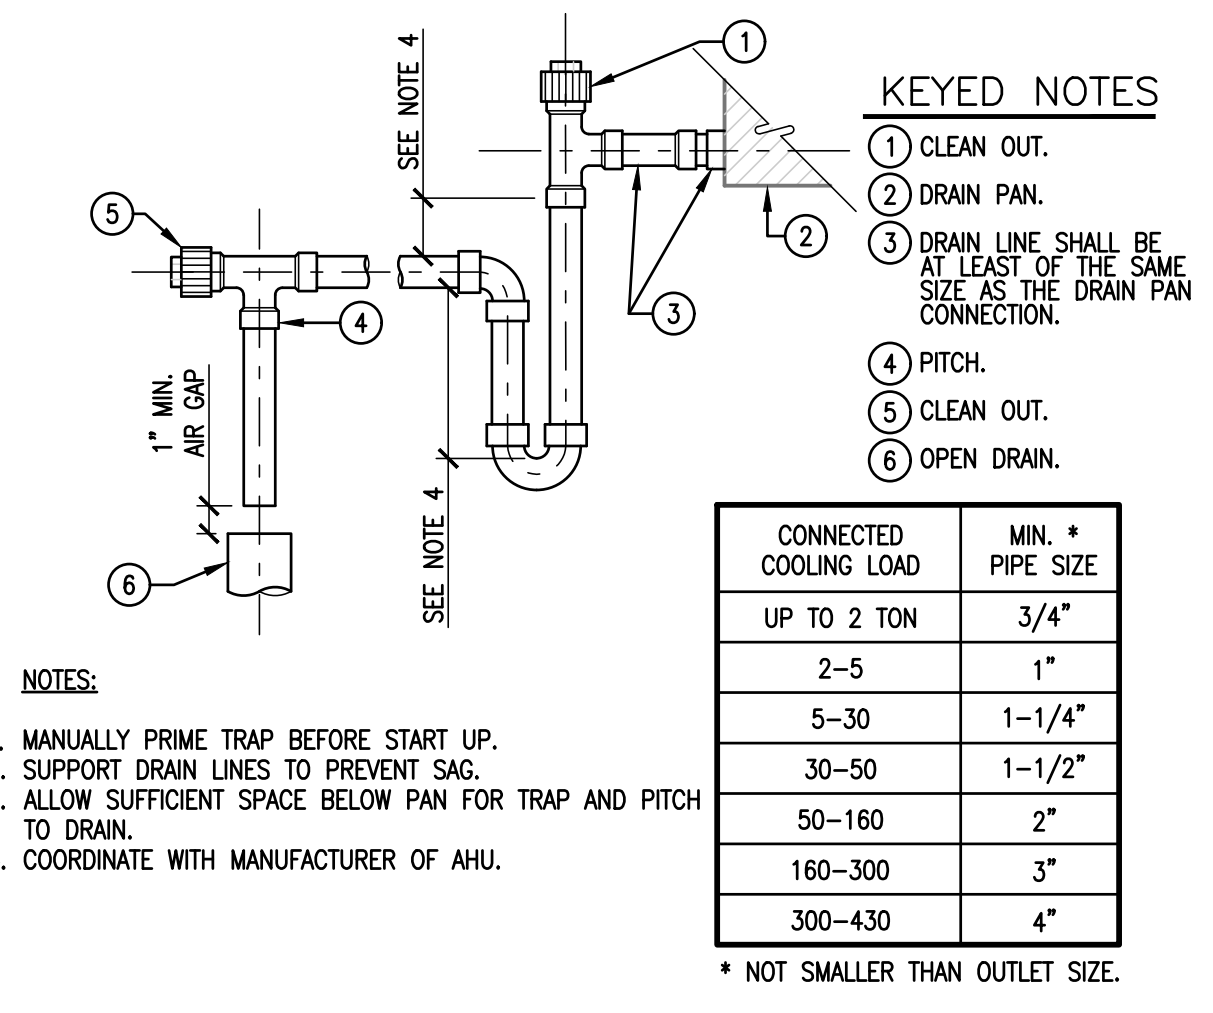 SEE NOTE 4
1
KEYED NOTES
1 CLEAN OUT.
2 DRAIN PAN.
3 DRAIN LINE SHALL BE
AT LEAST OF THE SAME
SIZE AS THE DRAIN PAN
CONNECTION.
4 PITCH.
5 CLEAN OUT.
6 OPEN DRAIN.
5
2
3
4
1" MIN.
AIR GAP
SEE NOTE 4
6
CONNECTED
COOLING LOAD
MIN. *
PIPE SIZE
UP TO 2 TON 3/4"
2-5 1"
5-30 1-1/4"
30-50 1-1/2"
50-160 2"
160-300 3"
300-430 4"
* NOT SMALLER THAN OUTLET SIZE.
NOTES:
. MANUALLY PRIME TRAP BEFORE START UP.
. SUPPORT DRAIN LINES TO PREVENT SAG.
. ALLOW SUFFICIENT SPACE BELOW PAN FOR TRAP AND PITCH
TO DRAIN.
. COORDINATE WITH MANUFACTURER OF AHU.